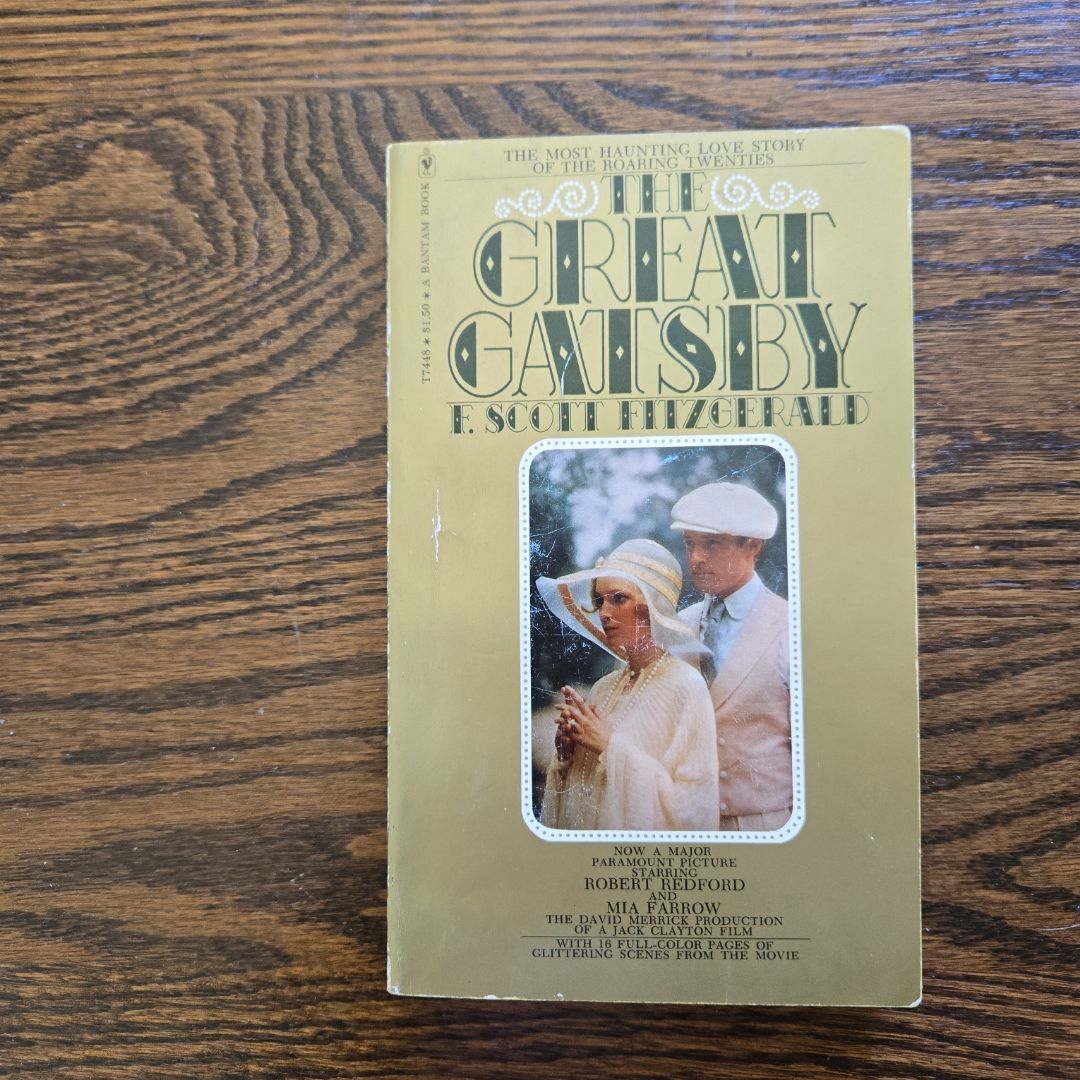 THE MOST HAUNTING LOVE STORY
OF THE ROARING TWENTIES
THE
GREAT
GATSBY
F. SCOTT FITZGERALD
T7448 * $1.50 * A BANTAM BOOK
NOW A MAJOR
PARAMOUNT PICTURE
STARRING
ROBERT REDFORD
AND
MIA FARROW
THE DAVID MERRICK PRODUCTION
OF A JACK CLAYTON FILM
WITH 16 FULL-COLOR PAGES OF
GLITTERING SCENES FROM THE MOVIE